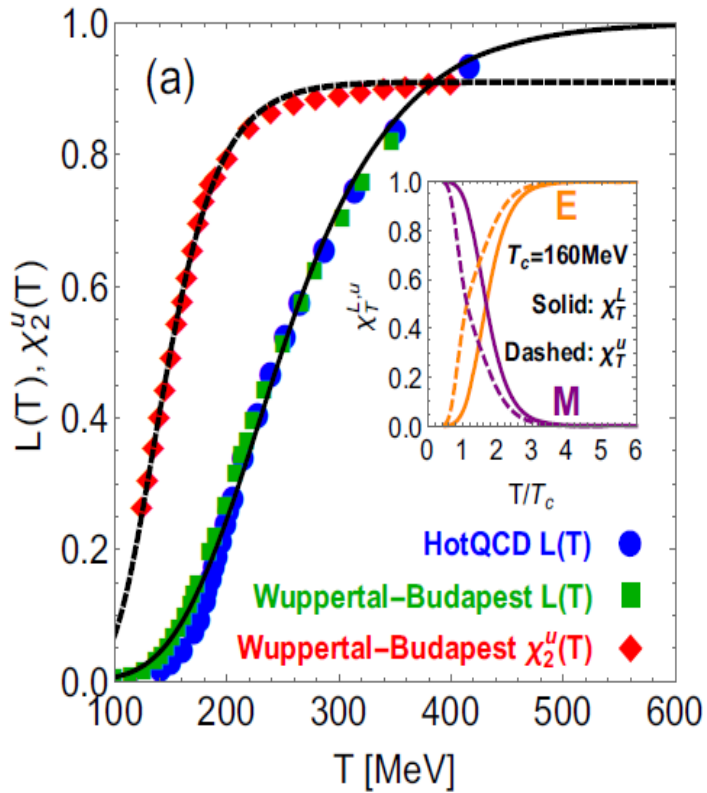 (a)
L(T), χ₂ᵘ(T)
1.0
0.8
0.6
0.4
0.2
0.0
100
200
300
400
500
600
T [MeV]
HotQCD L(T)
Wuppertal–Budapest L(T)
Wuppertal–Budapest χ₂ᵘ(T)
χ_T^{L,u}
1.0
0.8
0.6
0.4
0.2
0.0
E
T_c=160MeV
Solid: χ_T^L
Dashed: χ_T^u
M
0
1
2
3
4
5
6
T/T_c